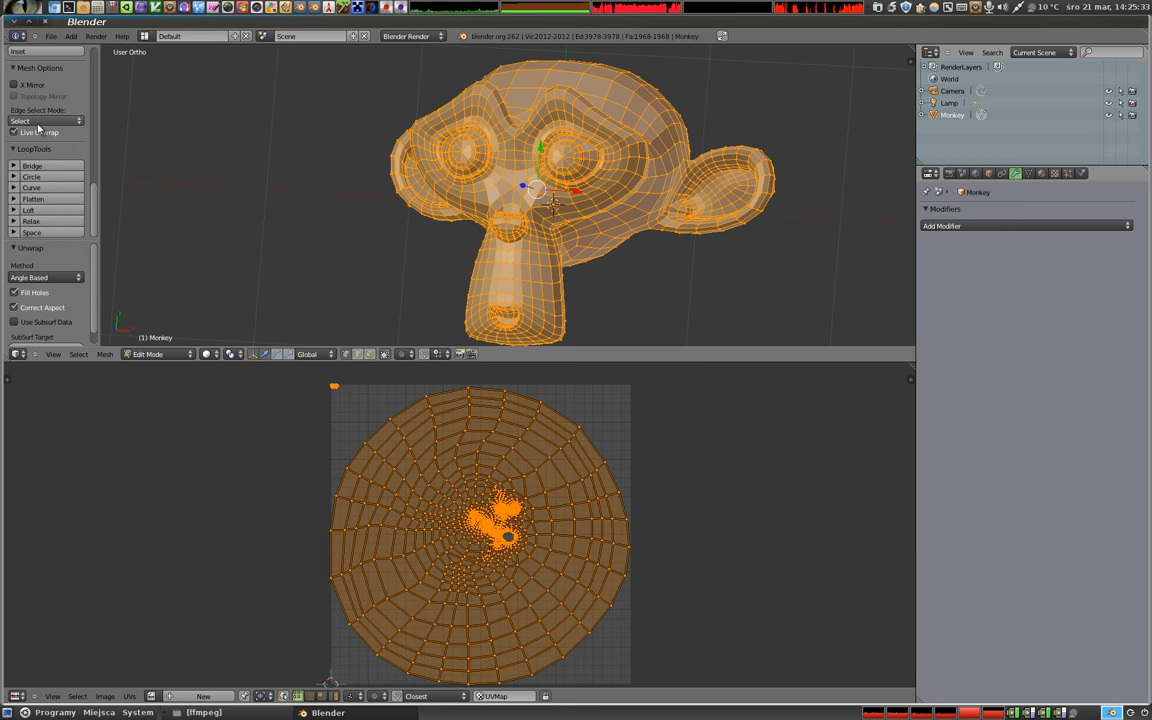 10 °C śro 21 mar, 14:25:33
Blender
File Add Render Help Default Scene Blender Render blender.org 262 | Ve:2012-2012 | Ed:3978-3978 | Fa:1968-1968 | Monkey
Inset
Mesh Options
X Mirror
Topology Mirror
Edge Select Mode:
Select
Live Unwrap
LoopTools
Bridge
Circle
Curve
Flatten
Loft
Relax
Space
Unwrap
Method
Angle Based
Fill Holes
Correct Aspect
Use Subsurf Data
SubSurf Target
User Ortho
(1) Monkey
View Select Mesh Edit Mode Global
View Search Current Scene
RenderLayers
World
Camera
Lamp
Monkey
Monkey
Modifiers
Add Modifier
View Select Image UVs New Closest UVMap
Programy Miejsca System [ffmpeg] Blender